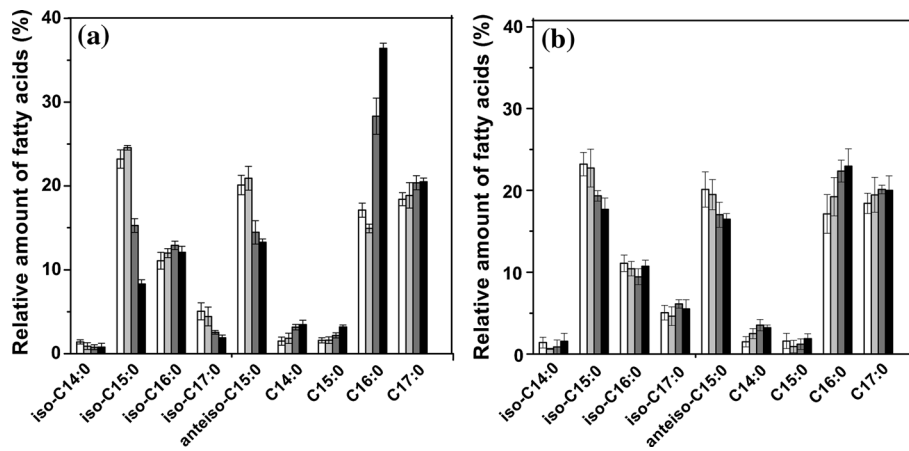 (a)
Relative amount of fatty acids (%)
40
30
20
10
0
iso-C14:0
iso-C15:0
iso-C16:0
iso-C17:0
anteiso-C15:0
C14:0
C15:0
C16:0
C17:0
(b)
Relative amount of fatty acids (%)
40
30
20
10
0
iso-C14:0
iso-C15:0
iso-C16:0
iso-C17:0
anteiso-C15:0
C14:0
C15:0
C16:0
C17:0